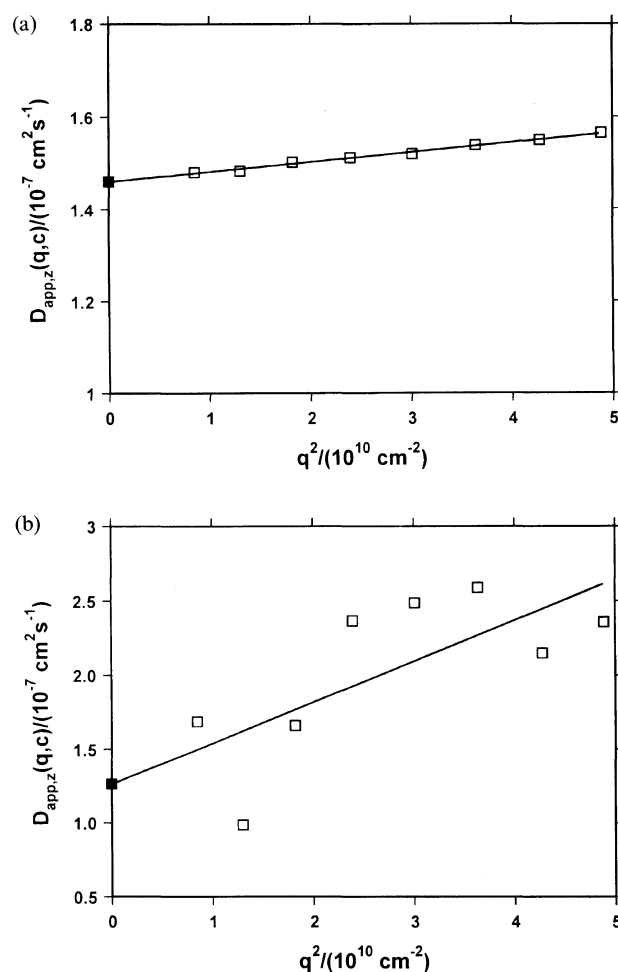 (a)
1.8
1.6
1.4
1.2
1
D_app,z(q,c)/(10^-7 cm^2s^-1)
0 1 2 3 4 5
q^2/(10^10 cm^-2)
(b)
3
2.5
2.0
1.5
1.0
0.5
D_app,z(q,c)/(10^-7 cm^2s^-1)
0 1 2 3 4 5
q^2/(10^10 cm^-2)